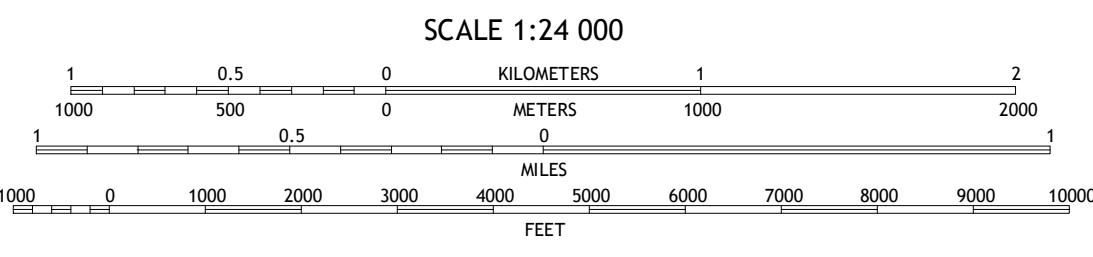 SCALE 1:24 000
1 0.5 0 KILOMETERS 1 2
1000 500 0 METERS 1000 2000
1 0.5 0 1
MILES
1000 0 1000 2000 3000 4000 5000 6000 7000 8000 9000 10000
FEET